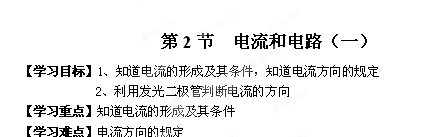 第2节 电流和电路（一）
【学习目标】1、知道电流的形成及其条件，知道电流方向的规定
2、利用发光二极管判断电流的方向
【学习重点】知道电流的形成及其条件
【学习难点】电流方向的规定